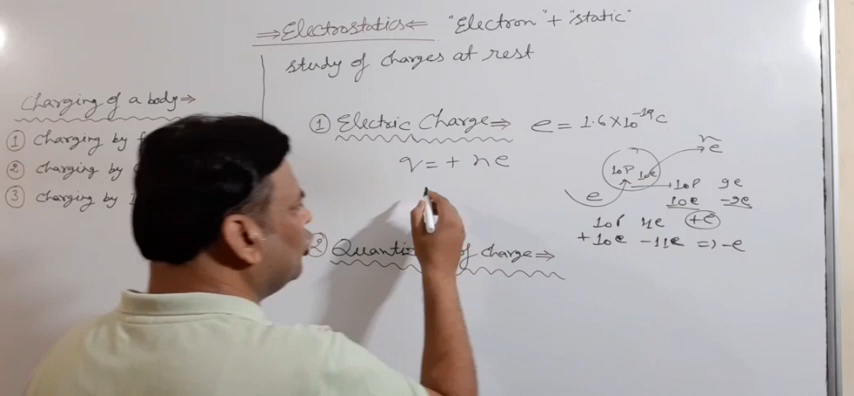 ⇒Electrostatics⇐ "Electron" + "static"
study of charges at rest
Charging of a body⇒
① Charging by
② Charging by
③ Charging by
① Electric Charge⇒ e = 1.6×10⁻¹⁹C
q = + ne
② of charge⇒
10P 10e
e
e
10P 9e
10e -9e
+e
10P 11e
+10e -11e ⇒ -e